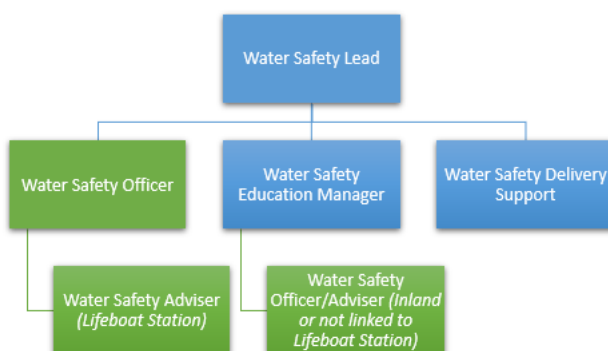 Water Safety Lead
Water Safety Officer
Water Safety
Education Manager
Water Safety Delivery
Support
Water Safety Adviser
(Lifeboat Station)
Water Safety
Officer/Adviser (Inland
or not linked to
Lifeboat Station)